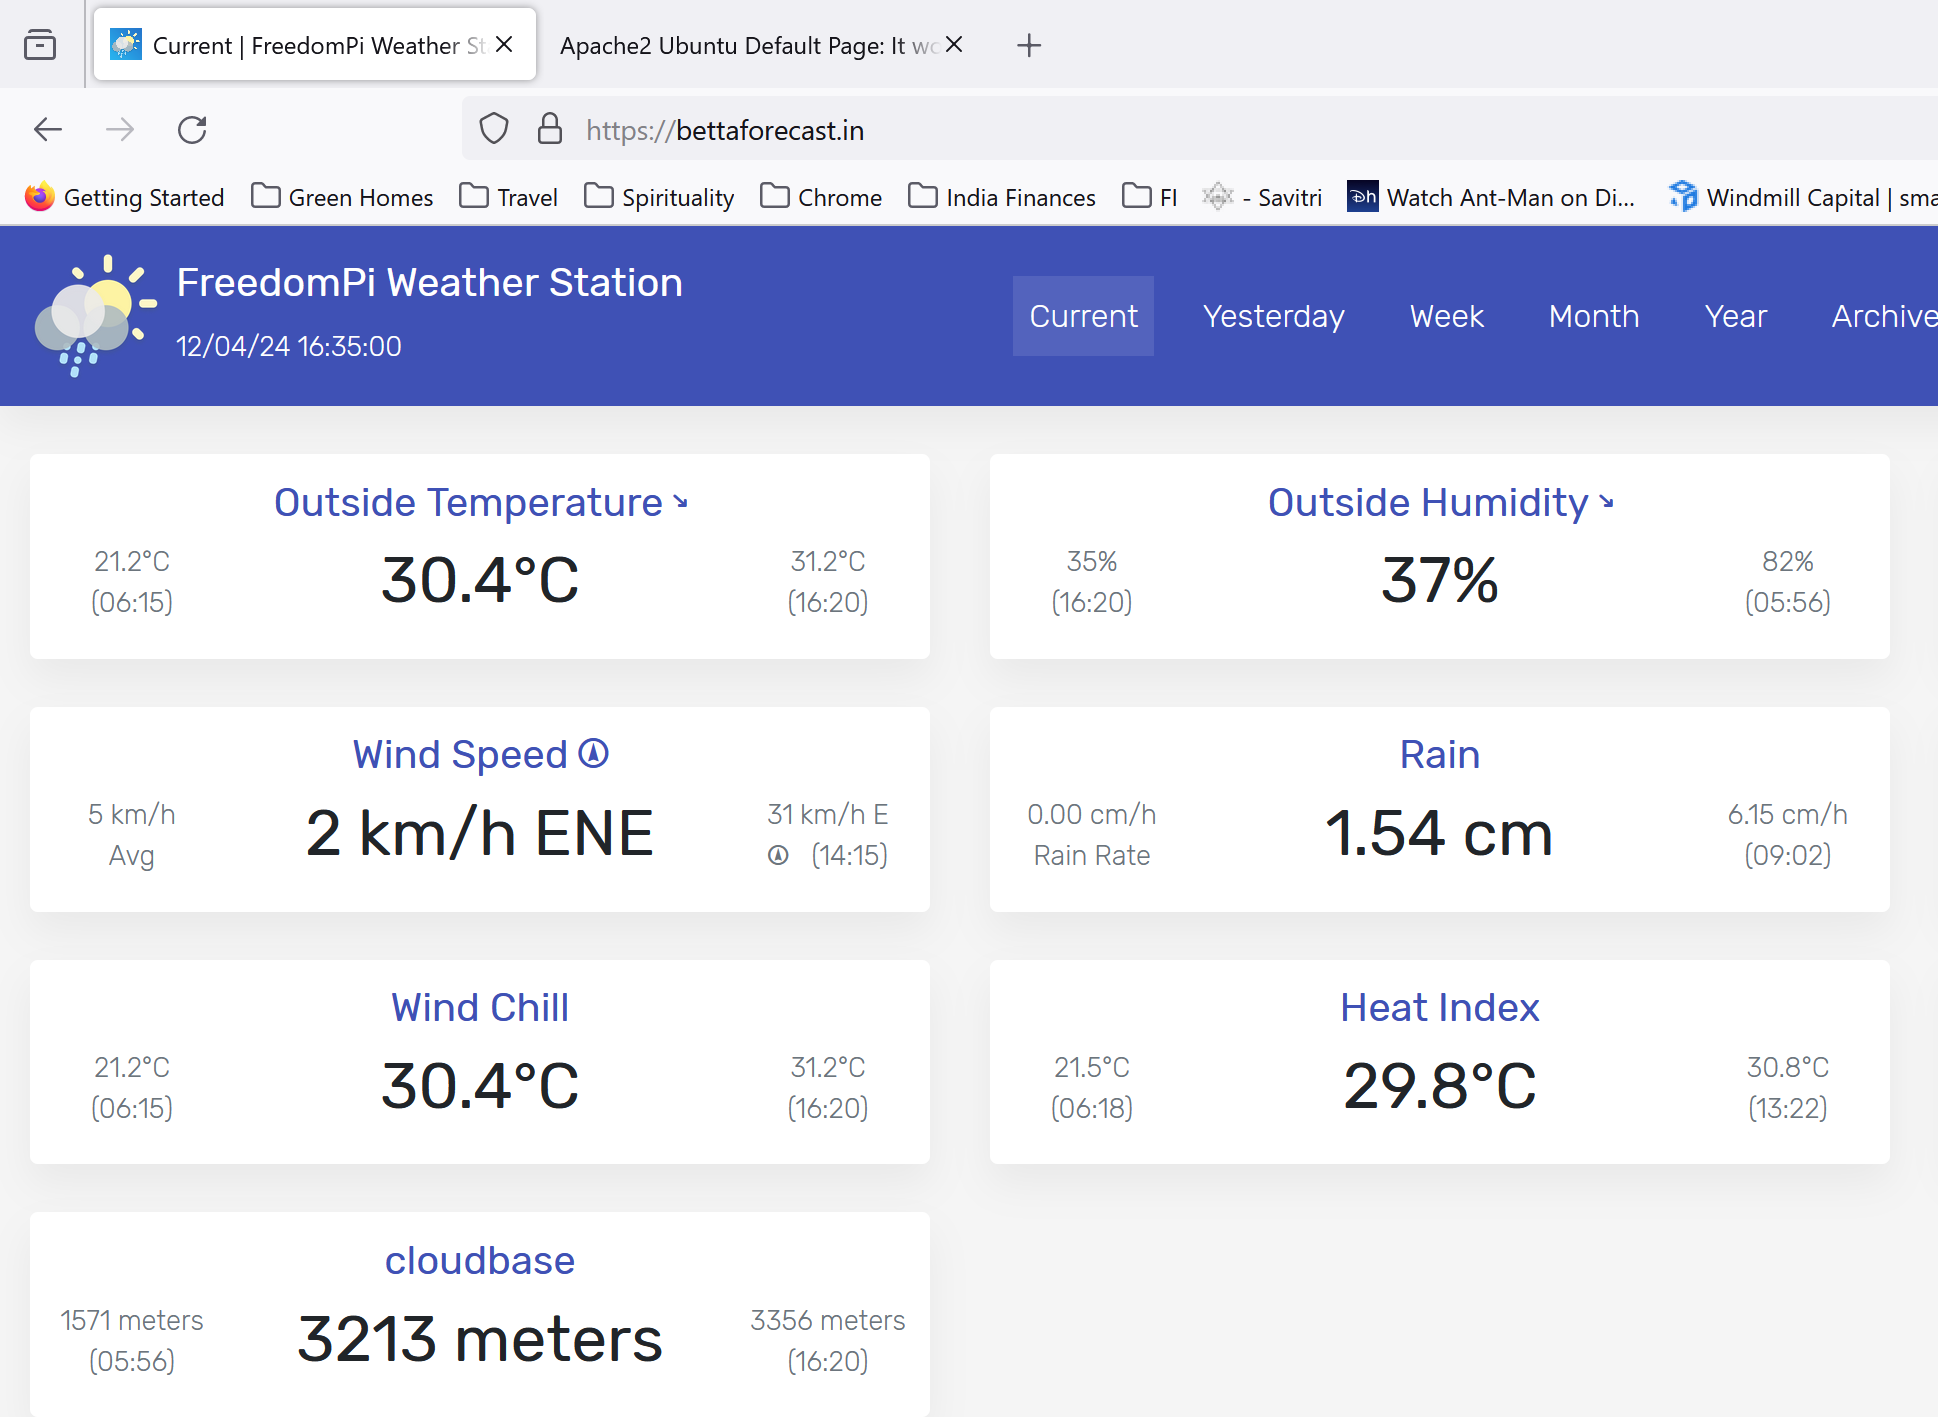 Current | FreedomPi Weather St
Apache2 Ubuntu Default Page: It wo
https://bettaforecast.in
Getting Started
Green Homes
Travel
Spirituality
Chrome
India Finances
FI
- Savitri
Dh
Watch Ant-Man on Di...
Windmill Capital | sma
FreedomPi Weather Station
12/04/24 16:35:00
Current
Yesterday
Week
Month
Year
Archive
Outside Temperature
21.2°C
(06:15)
30.4°C
31.2°C
(16:20)
Outside Humidity
35%
(16:20)
37%
82%
(05:56)
Wind Speed
5 km/h
Avg
2 km/h ENE
31 km/h E
(14:15)
Rain
0.00 cm/h
Rain Rate
1.54 cm
6.15 cm/h
(09:02)
Wind Chill
21.2°C
(06:15)
30.4°C
31.2°C
(16:20)
Heat Index
21.5°C
(06:18)
29.8°C
30.8°C
(13:22)
cloudbase
1571 meters
(05:56)
3213 meters
3356 meters
(16:20)